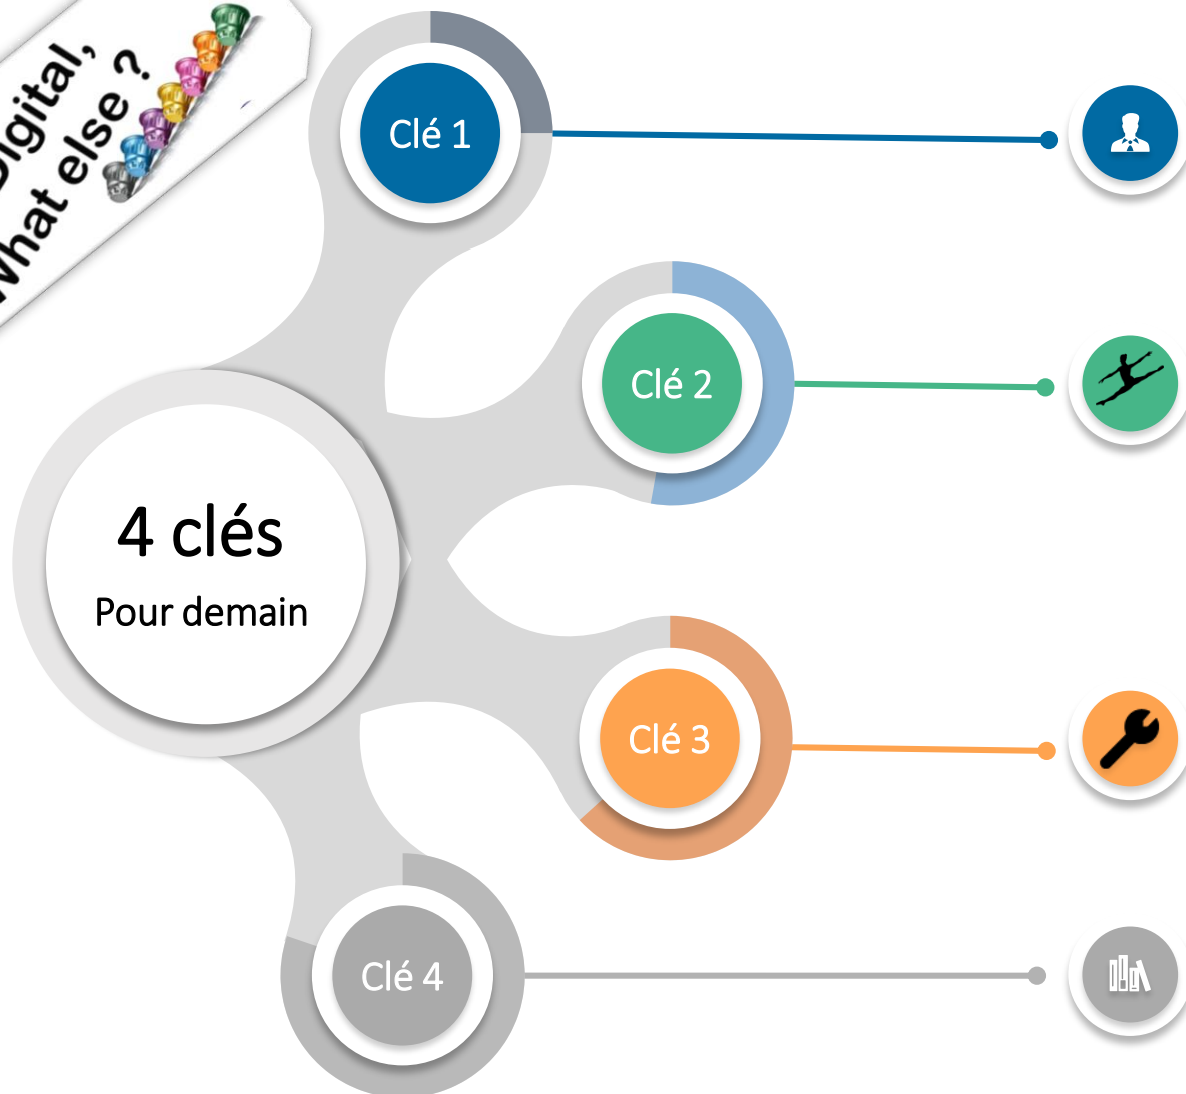 Digital,
What else ?
Clé 1
Clé 2
4 clés
Pour demain
Clé 3
Clé 4